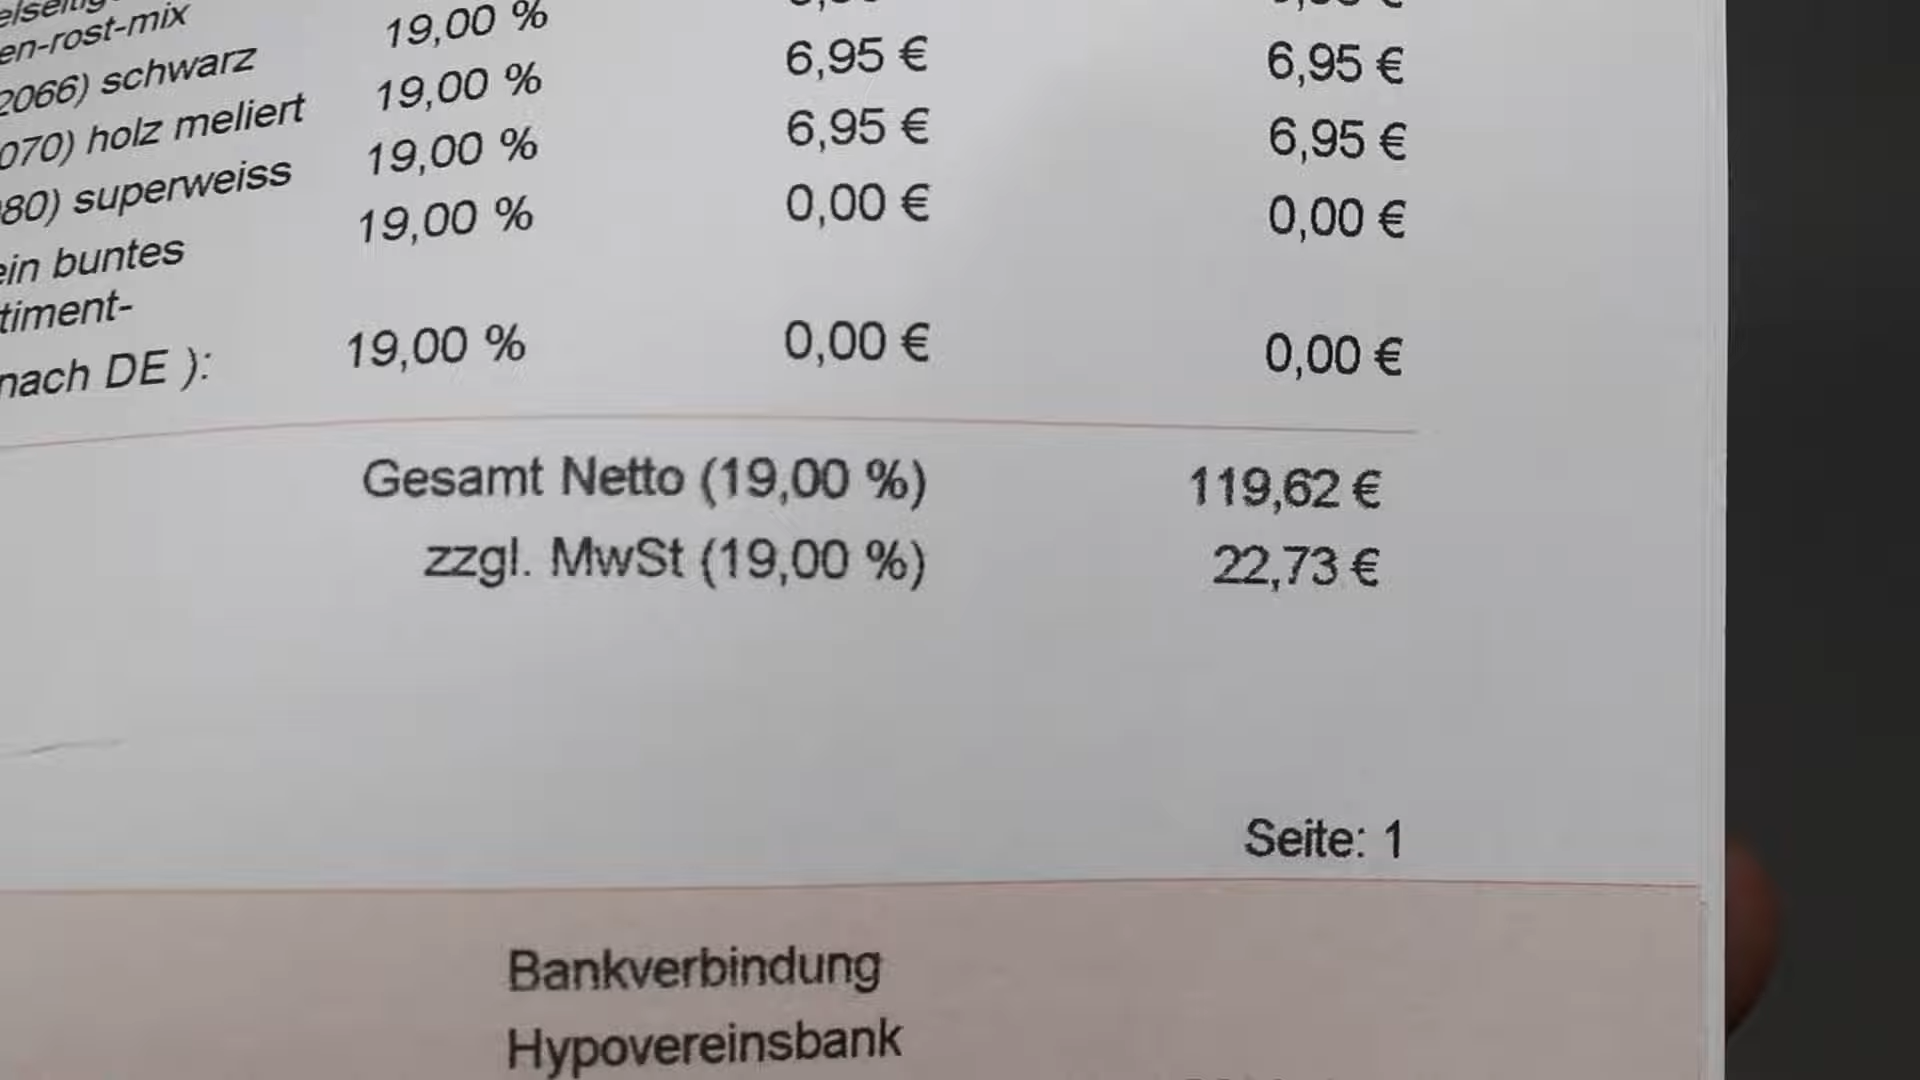 en-rost-mix 19,00 %
2066) schwarz 19,00 % 6,95 € 6,95 €
070) holz meliert 19,00 % 6,95 € 6,95 €
80) superweiss 19,00 % 0,00 € 0,00 €
ein buntes
timent-
nach DE ): 19,00 % 0,00 € 0,00 €
Gesamt Netto (19,00 %) 119,62 €
zzgl. MwSt (19,00 %) 22,73 €
Seite: 1
Bankverbindung
Hypovereinsbank